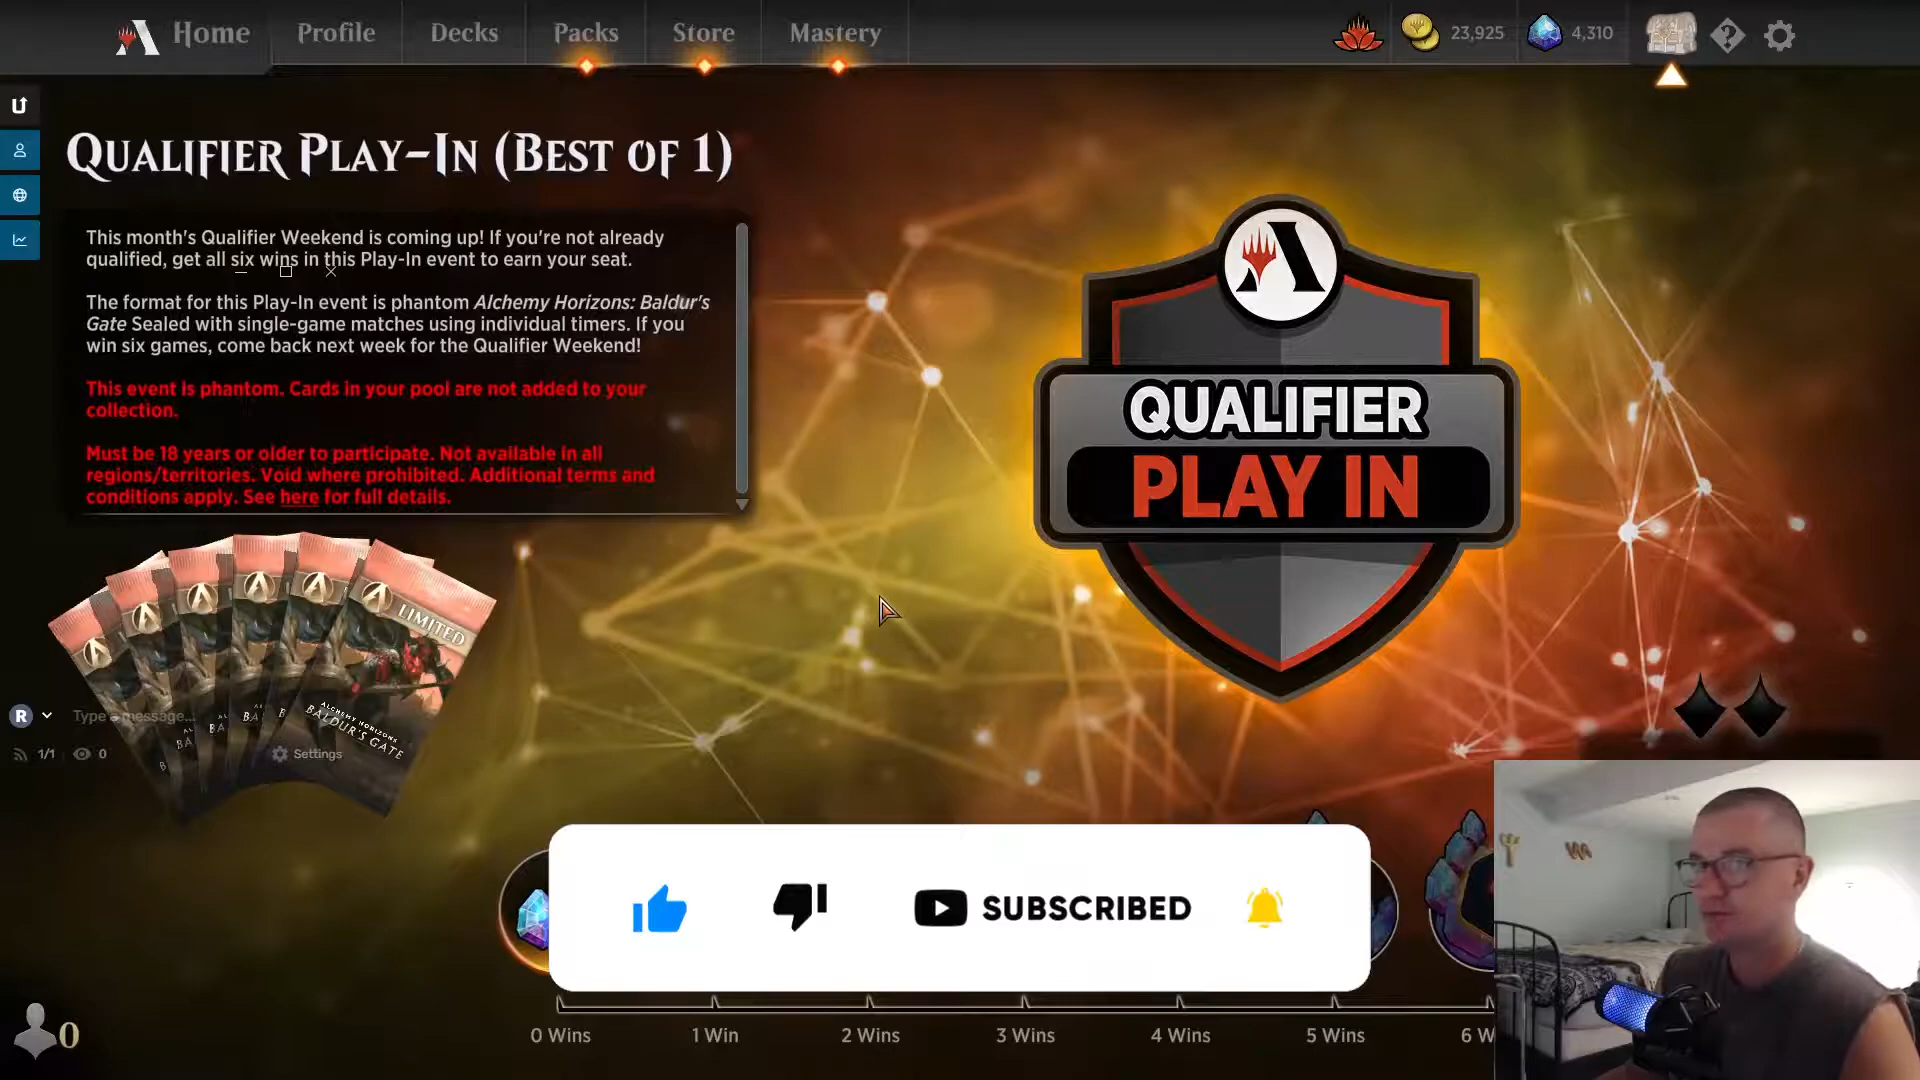 Home
Profile
Decks
Packs
Store
Mastery
23,925
4,310
QUALIFIER PLAY-IN (BEST OF 1)
This month's Qualifier Weekend is coming up! If you're not already
qualified, get all six wins in this Play-In event to earn your seat.
The format for this Play-In event is phantom Alchemy Horizons: Baldur's
Gate Sealed with single-game matches using individual timers. If you
win six games, come back next week for the Qualifier Weekend!
This event is phantom. Cards in your pool are not added to your
collection.
Must be 18 years or older to participate. Not available in all
regions/territories. Void where prohibited. Additional terms and
conditions apply. See here for full details.
QUALIFIER
PLAY IN
LIMITED
ALCHEMY HORIZONS
BALDUR'S GATE
R
Type a message...
1/1
0
Settings
SUBSCRIBED
0
0 Wins
1 Win
2 Wins
3 Wins
4 Wins
5 Wins
6 W